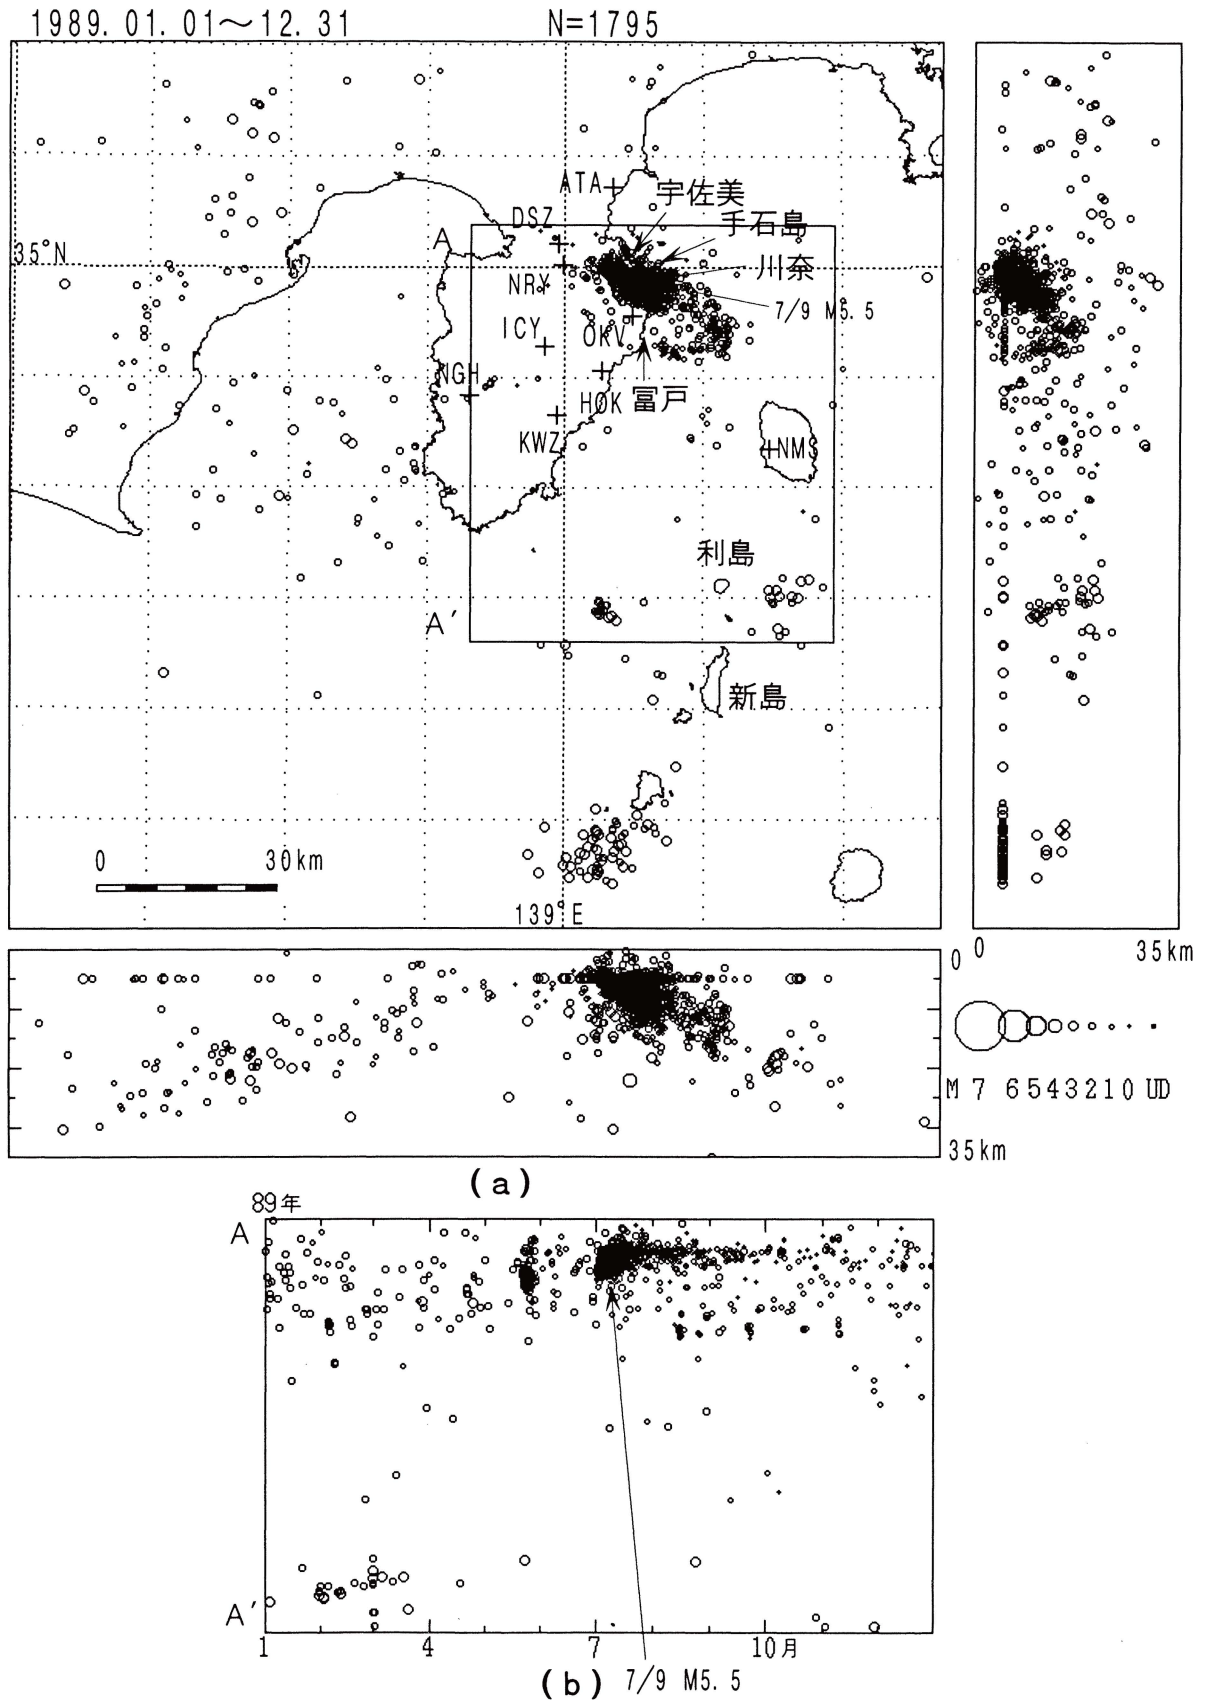 1989.01.01～12.31 N=1795
ATA
宇佐美
DSZ
手石島
A
35°N
川奈
NRY
7/9 M5.5
ICY
OKV
NGH
HOK
富戸
KWZ
NMS
利島
A'
新島
0 30km
139°E
0 35km
0
M 7 6 5 4 3 2 1 0 UD
35km
(a)
89年
A
A'
1 4 7 10月
(b) 7/9 M5.5